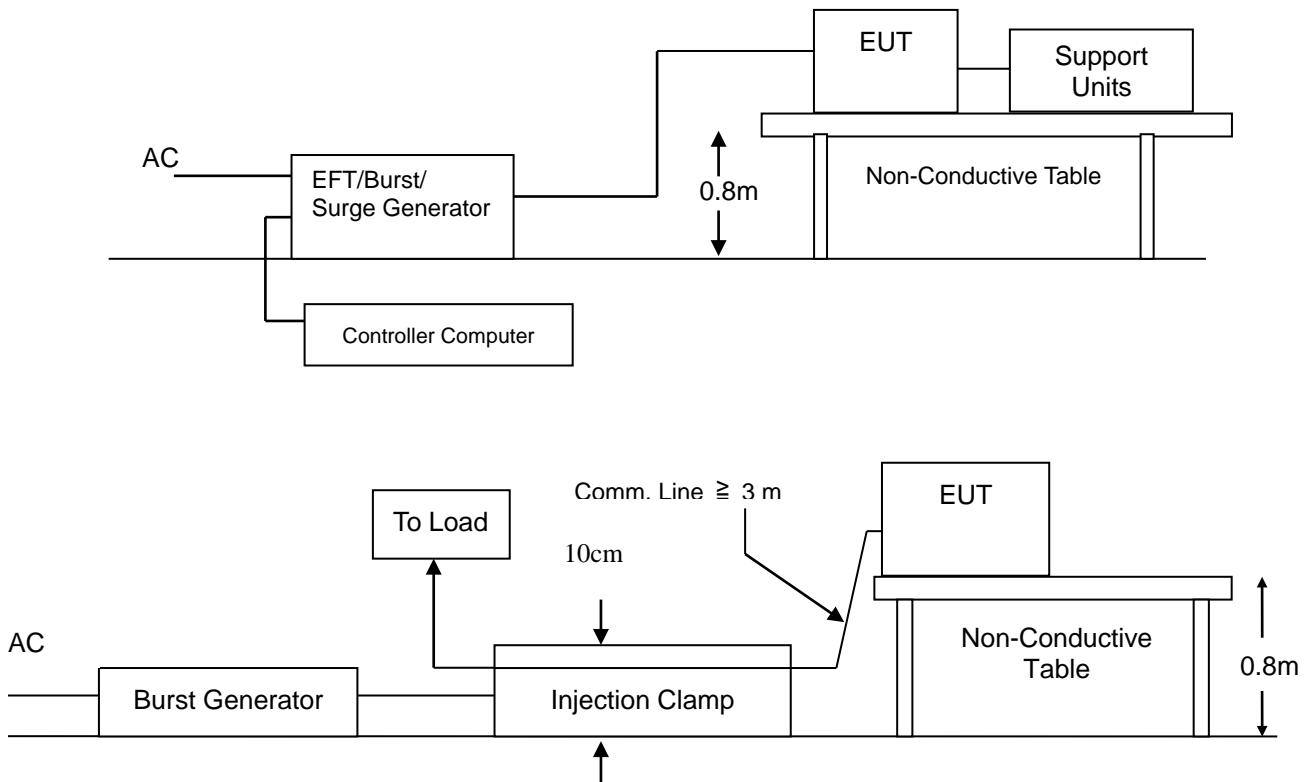 EUT
Support
Units
AC
EFT/Burst/
Surge Generator
0.8m
Non-Conductive Table
Controller Computer
Comm. Line ≧ 3 m
EUT
To Load
10cm
AC
Non-Conductive
Table
0.8m
Burst Generator
Injection Clamp